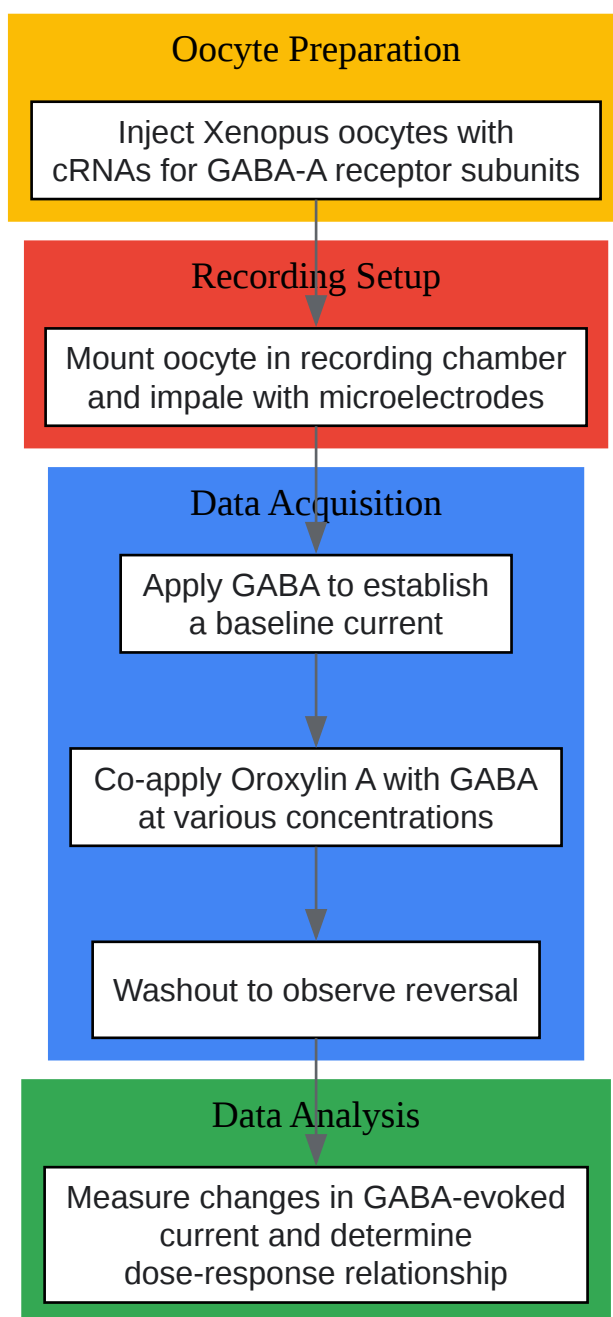 Oocyte Preparation
Inject Xenopus oocytes with
cRNAs for GABA-A receptor subunits
Recording Setup
Mount oocyte in recording chamber
and impale with microelectrodes
Data Acquisition
Apply GABA to establish
a baseline current
Co-apply Oroxylin A with GABA
at various concentrations
Washout to observe reversal
Data Analysis
Measure changes in GABA-evoked
current and determine
dose-response relationship